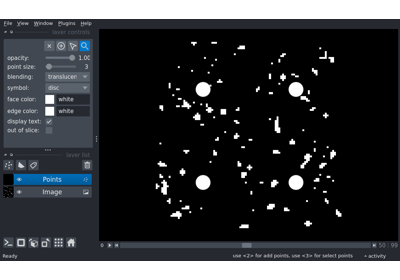 File View Window Plugins Help
layer controls
opacity: 1.00
point size: 3
blending: translucen
symbol: disc
face color: white
edge color: white
display text:
out of slice:
layer list
Points
Image
0 50 99
Ready use <2> for add points, use <3> for select points activity